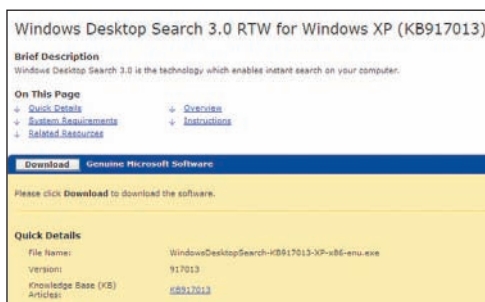 Windows Desktop Search 3.0 RTW for Windows XP (KB917013)
Brief Description
Windows Desktop Search 3.0 is the technology which enables instant search on your computer.
On This Page
↓ Quick Details ↓ Overview
↓ System Requirements ↓ Instructions
↓ Related Resources
Download Genuine Microsoft Software
Please click Download to download the software.
Quick Details
File Name: WindowsDesktopSearch-KB917013-XP-x86-enu.exe
Version: 917013
Knowledge Base (KB) Articles: KB917013